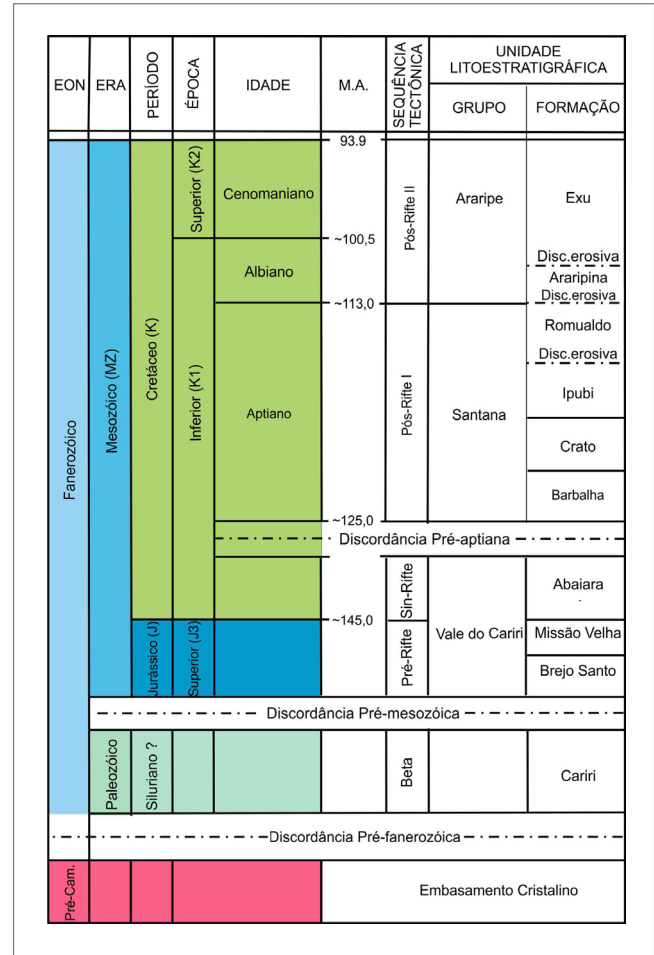 EON
ERA
PERÍODO
ÉPOCA
IDADE
M.A.
SEQUÊNCIA
TECTÔNICA
UNIDADE
LITOESTRATIGRÁFICA
GRUPO
FORMAÇÃO
93.9
Fanerozóico
Mesozóico (MZ)
Cretáceo (K)
Superior (K2)
Cenomaniano
Pós-Rifte II
Araripe
Exu
~100,5
Inferior (K1)
Albiano
Disc.erosiva
Araripina
Disc.erosiva
~113,0
Aptiano
Pós-Rifte I
Santana
Romualdo
Disc.erosiva
Ipubi
Crato
Barbalha
~125,0
Discordância Pré-aptiana
Sin-Rifte
Vale do Cariri
Abaiara
~145,0
Jurássico (J)
Superior (J3)
Pré-Rifte
Missão Velha
Brejo Santo
Discordância Pré-mesozóica
Paleozóico
Siluriano ?
Beta
Cariri
Discordância Pré-fanerozóica
Pré-Cam.
Embasamento Cristalino